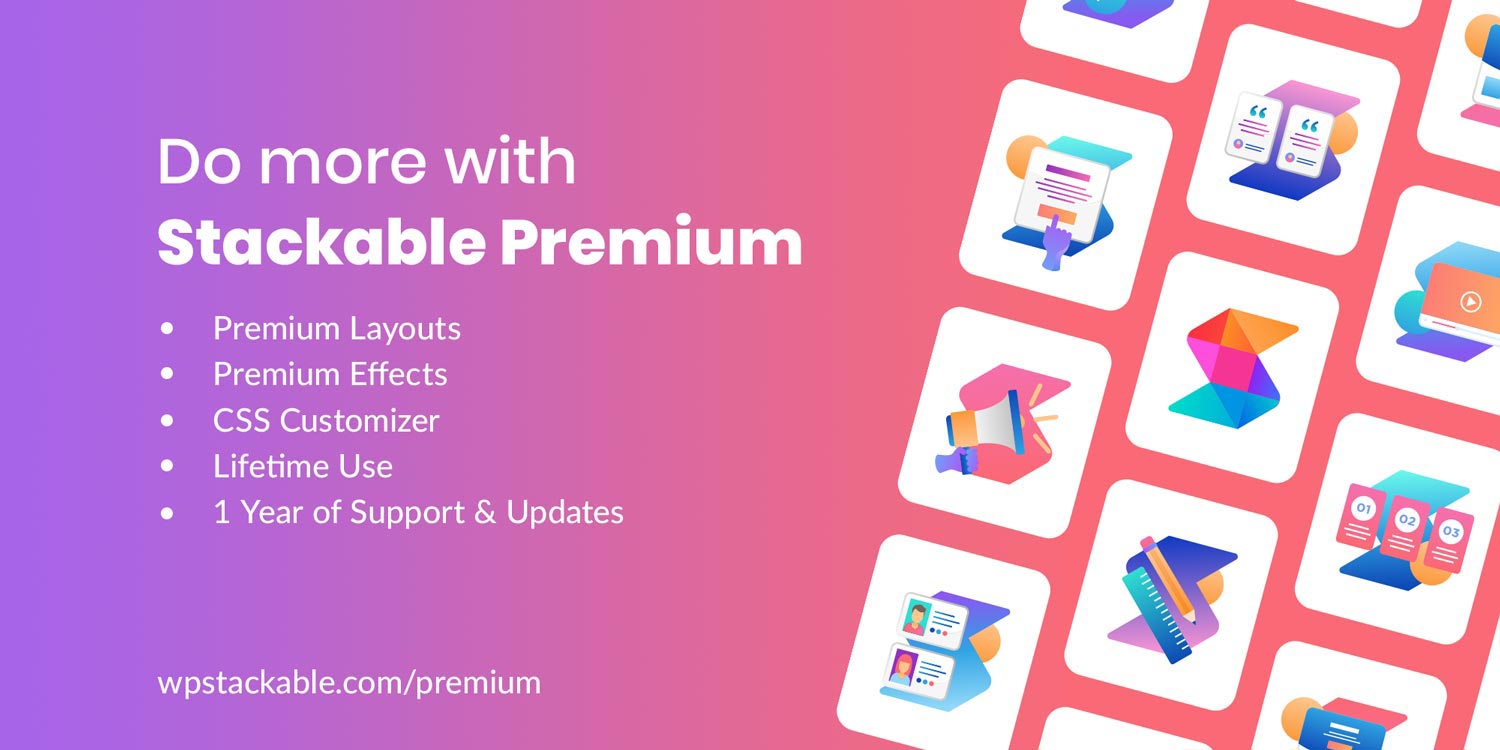 Do more with
Stackable Premium
• Premium Layouts
• Premium Effects
• CSS Customizer
• Lifetime Use
• 1 Year of Support & Updates
wpstackable.com/premium
01
02
03